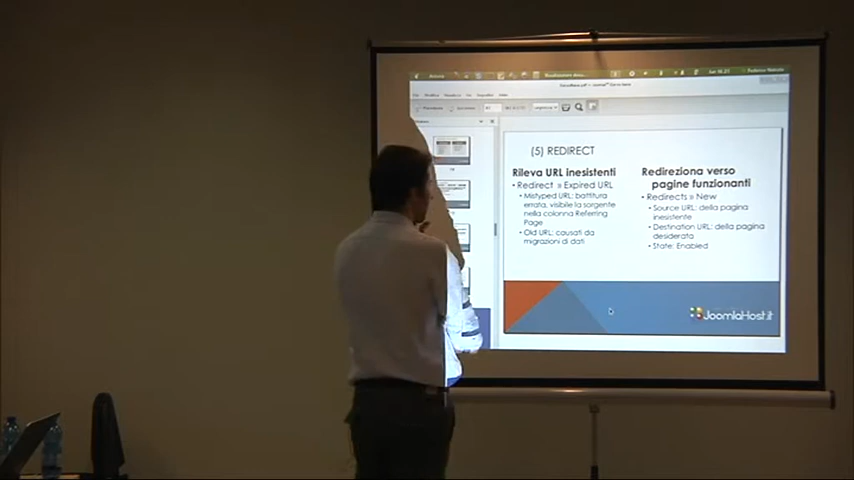 (5) REDIRECT
Rileva URL inesistenti
• Redirect » Expired URL
• Mistyped URL: battitura
errata, visibile la sorgente
nella colonna Referring
Page
• Old URL: causati da
migrazioni di dati
Redireziona verso
pagine funzionanti
• Redirects » New
• Source URL: della pagina
inesistente
• Destination URL: della pagina
desiderata
• State: Enabled
JoomlaHost.it